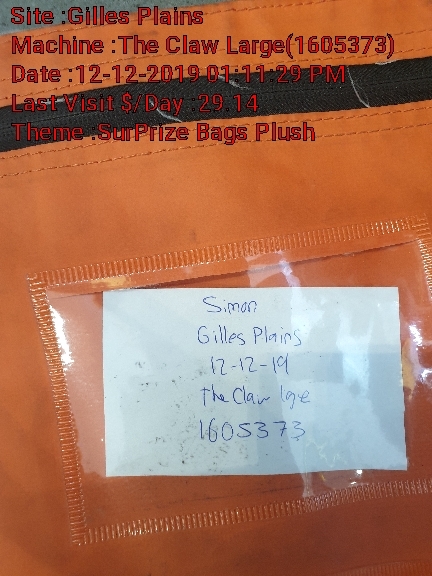 Site :Gilles Plains
Machine :The Claw Large(1605373)
Date :12-12-2019 01:11:29 PM
Last Visit $/Day :29.14
Theme :SurPrize Bags Plush
Simon
Gilles Plains
12-12-19
The Claw lge
1605373